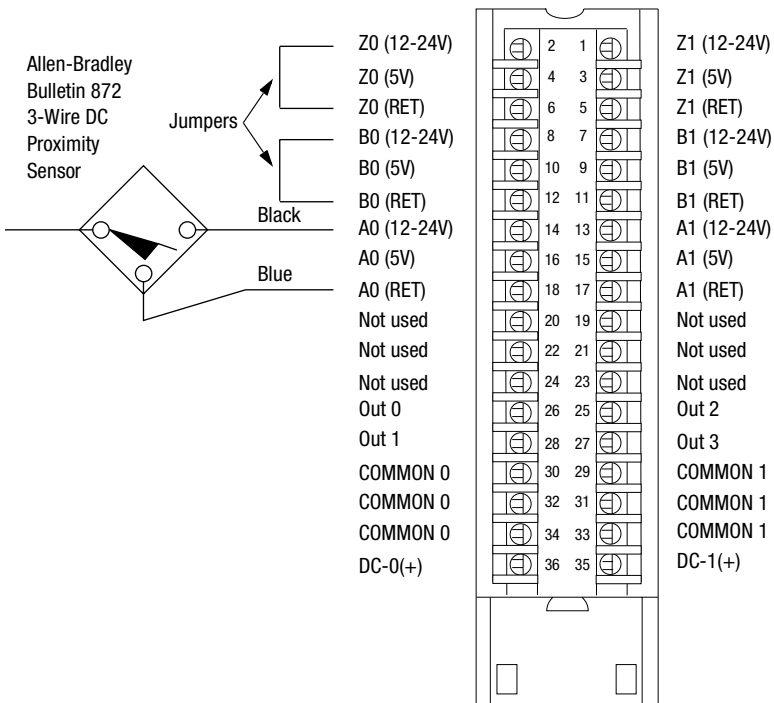 Allen-Bradley
Bulletin 872
3-Wire DC
Proximity
Sensor
Jumpers
Black
Blue
Z0 (12-24V) 2 1 Z1 (12-24V)
Z0 (5V) 4 3 Z1 (5V)
Z0 (RET) 6 5 Z1 (RET)
B0 (12-24V) 8 7 B1 (12-24V)
B0 (5V) 10 9 B1 (5V)
B0 (RET) 12 11 B1 (RET)
A0 (12-24V) 14 13 A1 (12-24V)
A0 (5V) 16 15 A1 (5V)
A0 (RET) 18 17 A1 (RET)
Not used 20 19 Not used
Not used 22 21 Not used
Not used 24 23 Not used
Out 0 26 25 Out 2
Out 1 28 27 Out 3
COMMON 0 30 29 COMMON 1
COMMON 0 32 31 COMMON 1
COMMON 0 34 33 COMMON 1
DC-0(+) 36 35 DC-1(+)